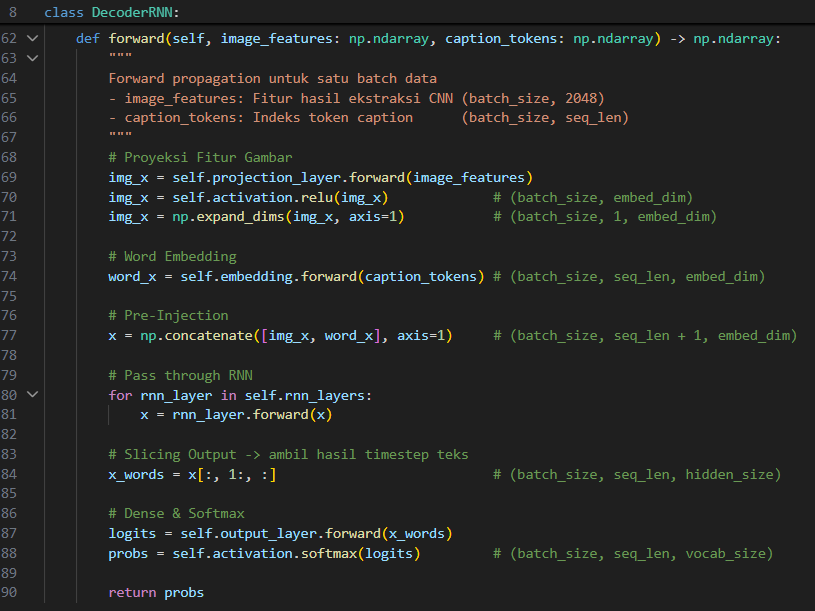 8 class DecoderRNN:
62 def forward(self, image_features: np.ndarray, caption_tokens: np.ndarray) -> np.ndarray:
63 """
64 Forward propagation untuk satu batch data
65 - image_features: Fitur hasil ekstraksi CNN (batch_size, 2048)
66 - caption_tokens: Indeks token caption (batch_size, seq_len)
67 """
68 # Proyeksi Fitur Gambar
69 img_x = self.projection_layer.forward(image_features)
70 img_x = self.activation.relu(img_x) # (batch_size, embed_dim)
71 img_x = np.expand_dims(img_x, axis=1) # (batch_size, 1, embed_dim)
72
73 # Word Embedding
74 word_x = self.embedding.forward(caption_tokens) # (batch_size, seq_len, embed_dim)
75
76 # Pre-Injection
77 x = np.concatenate([img_x, word_x], axis=1) # (batch_size, seq_len + 1, embed_dim)
78
79 # Pass through RNN
80 for rnn_layer in self.rnn_layers:
81 x = rnn_layer.forward(x)
82
83 # Slicing Output -> ambil hasil timestep teks
84 x_words = x[:, 1:, :] # (batch_size, seq_len, hidden_size)
85
86 # Dense & Softmax
87 logits = self.output_layer.forward(x_words)
88 probs = self.activation.softmax(logits) # (batch_size, seq_len, vocab_size)
89
90 return probs